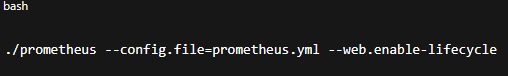 bash
./prometheus --config.file=prometheus.yml --web.enable-lifecycle